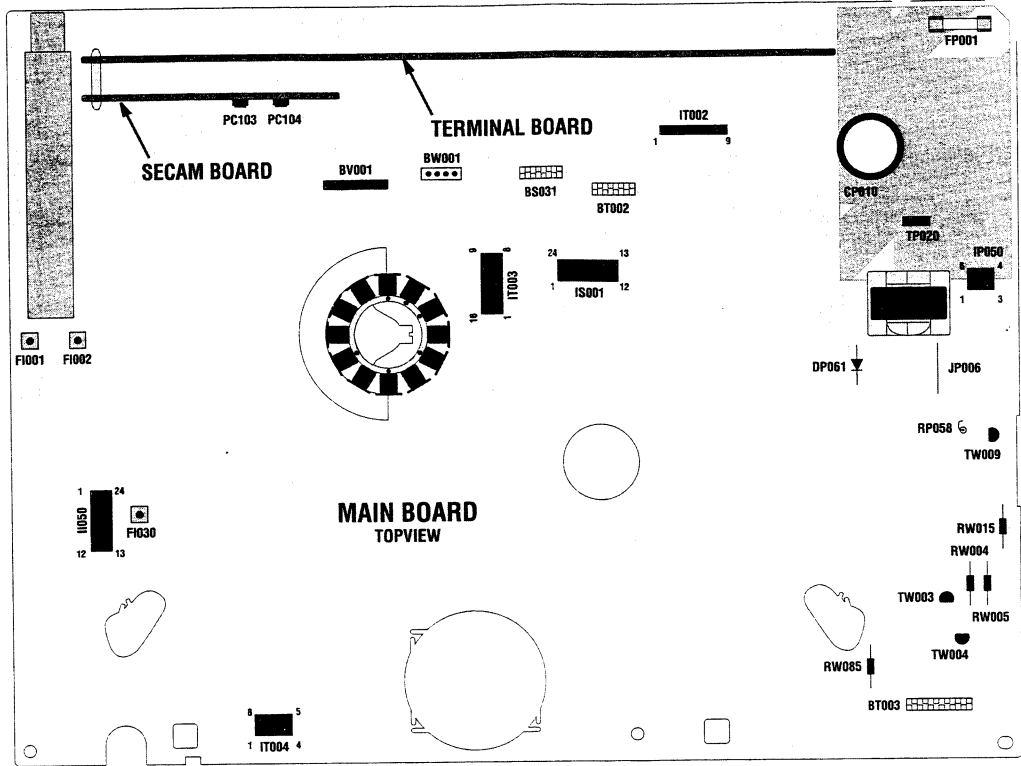 FP001
PC103 PC104
TERMINAL BOARD
IT002
1 9
SECAM BOARD
BV001
BW001
BS031
BT002
CP010
TP020
IP050
6 4
1 3
9 8
IT003
16 1
24 13
IS001
1 12
FI001 FI002
DP061
JP006
RP058
TW009
1 24
II050
12 13
FI030
MAIN BOARD
TOPVIEW
RW015
RW004
TW003
RW005
TW004
RW085
BT003
8 5
1 IT004 4